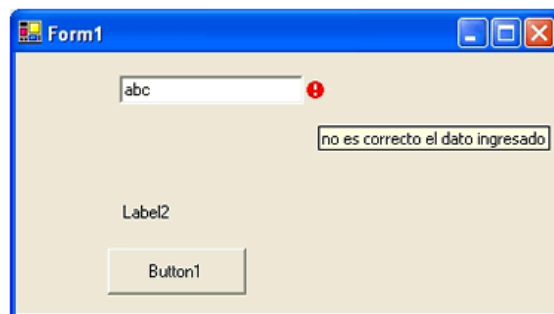 Form1
abc
no es correcto el dato ingresado
Label2
Button1